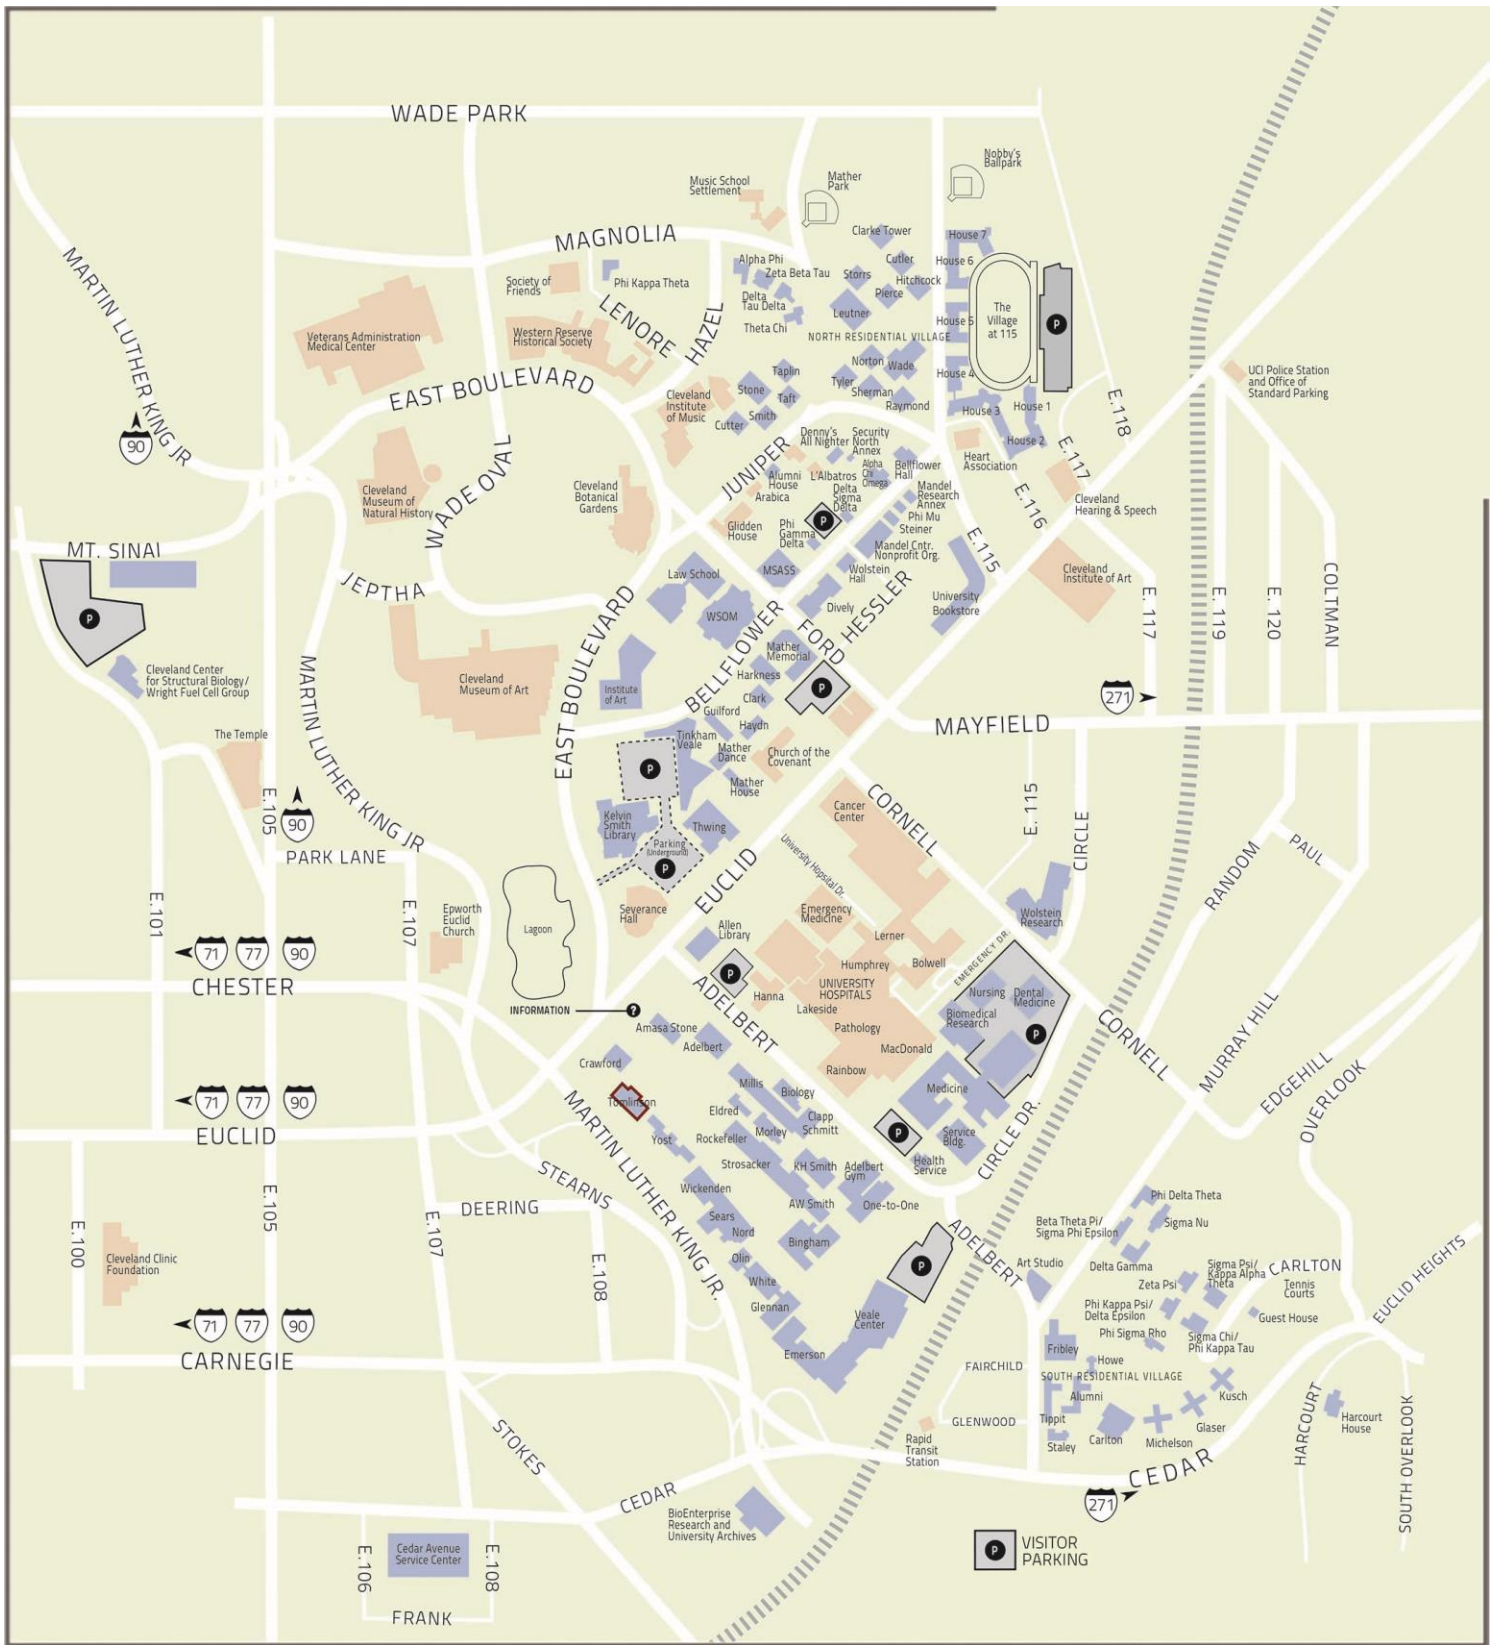 WADE PARK
Nobby's
Ballpark
Music School
Settlement
Mather
Park
MAGNOLIA
Clarke Tower
House 7
MARTIN LUTHER KING JR
Alpha Phi
Zeta Beta Tau
Cutler
House 6
Society of
Friends
Phi Kappa Theta
Storrs
Hitchcock
Pierce
LENORE
HAZEL
Delta
Tau Delta
Leutner
Theta Chi
The
Village
at 115
House 5
P
Veterans Administration
Medical Center
Western Reserve
Historical Society
NORTH RESIDENTIAL VILLAGE
Norton
Wade
House 4
UCI Police Station
and Office of
Standard Parking
EAST BOULEVARD
Taplin
Stone
Taft
Tyler
Sherman
Raymond
Cleveland
Institute
of Music
Smith
Cutter
House 3
House 1
House 2
E.118
90
JUNIPER
Denny's
All Nighter
Security
North
Annex
Heart
Association
E.117
WADE OVAL
Alpha
Chi
Omega
Bellflower
Hall
Alumni
House
L'Albatros
Arabica
Delta
Sigma
Delta
Mandel
Research
Annex
E.116
Cleveland
Museum of
Natural History
Cleveland
Botanical
Gardens
Cleveland
Hearing & Speech
Glidden
House
Phi
Gamma
Delta
P
Phi Mu
Steiner
Mandel Cntr.
Nonprofit Org.
E.115
MT. SINAI
JEPTHA
Law School
MSASS
Wolstein
Hall
Cleveland
Institute of Art
University
Bookstore
P
WSOM
Dively
HESSLER
E. 117
E. 119
E. 120
COLTMAN
EAST BOULEVARD
BELLFLOWER
FORD
Mather
Memorial
Cleveland Center
for Structural Biology/
Wright Fuel Cell Group
Cleveland
Museum of Art
Institute
of Art
Harkness
P
Clark
Guilford
Haydn
271
MAYFIELD
The Temple
MARTIN LUTHER KING JR
Tinkham
Veale
Mather
Dance
Church of the
Covenant
P
Mather
House
E.105
90
Kelvin
Smith
Library
Thwing
Parking
(Underground)
P
Cancer
Center
CORNELL
E. 115
CIRCLE
PARK LANE
University Hopsital Dr.
EUCLID
RANDOM
PAUL
E.101
E.107
Epworth
Euclid
Church
Lagoon
Severance
Hall
Emergency
Medicine
Wolstein
Research
Allen
Library
Lerner
71
77
90
CHESTER
P
Humphrey
Bolwell
EMERGENCY DR.
Hanna
UNIVERSITY
HOSPITALS
Lakeside
Nursing
Dental
Medicine
INFORMATION
?
ADELBERT
Biomedical
Research
P
CORNELL
Amasa Stone
Adelbert
Pathology
MacDonald
MURRAY HILL
Crawford
Rainbow
EDGEHILL
OVERLOOK
Tomlinson
Millis
Biology
Medicine
71
77
90
EUCLID
Eldred
Clapp
Schmitt
Morley
P
Service
Bldg.
CIRCLE DR.
Yost
Rockefeller
Strosacker
KH Smith
Adelbert
Gym
Health
Service
STEARNS
MARTIN LUTHER KING JR.
Wickenden
AW Smith
One-to-One
Phi Delta Theta
DEERING
Sears
Nord
Beta Theta Pi/
Sigma Phi Epsilon
Sigma Nu
E.100
E.105
E.107
E.108
Cleveland Clinic
Foundation
Bingham
Olin
P
ADELBERT
Art Studio
Delta Gamma
Sigma Psi/
Kappa Alpha
Theta
CARLTON
White
Zeta Psi
Tennis
Courts
EUCLID HEIGHTS
Glennan
Phi Kappa Psi/
Delta Epsilon
Guest House
71
77
90
CARNEGIE
Veale
Center
Phi Sigma Rho
Sigma Chi/
Phi Kappa Tau
Emerson
Fribley
Howe
FAIRCHILD
SOUTH RESIDENTIAL VILLAGE
Alumni
Kusch
GLENWOOD
Tippit
Glaser
HARCOURT
Harcourt
House
SOUTH OVERLOOK
STOKES
Rapid
Transit
Station
Staley
Carlton
Michelson
CEDAR
CEDAR
271
BioEnterprise
Research and
University Archives
P
VISITOR
PARKING
Cedar Avenue
Service Center
E.106
E.108
FRANK